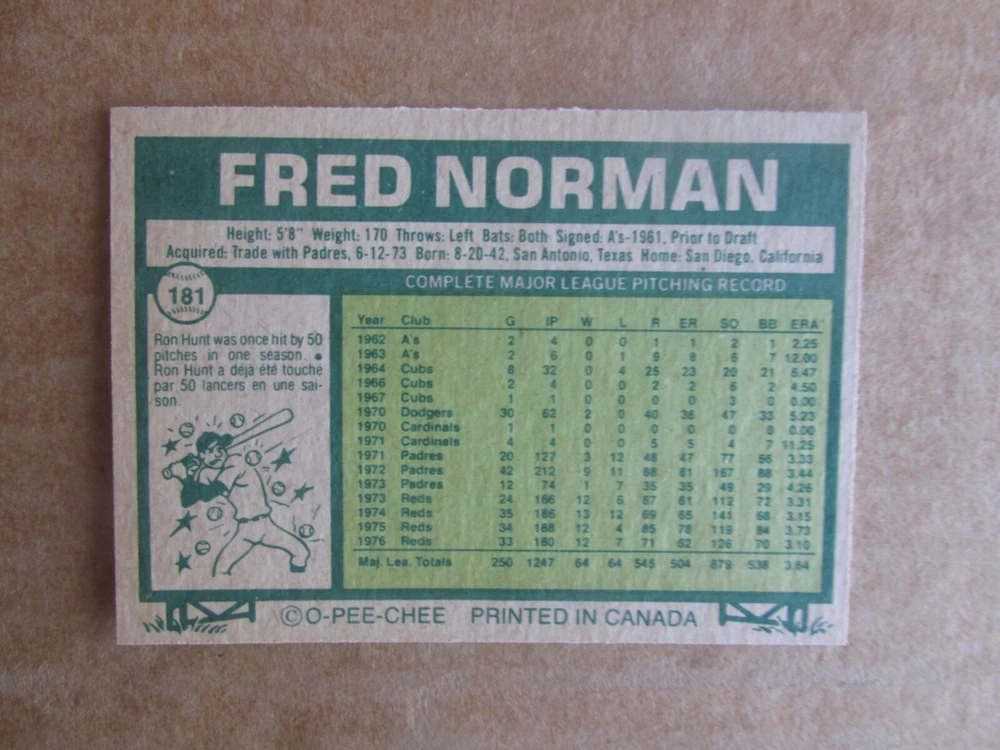 FRED NORMAN
Height: 5'8" Weight: 170 Throws: Left Bats: Both Signed: A's-1961, Prior to Draft
Acquired: Trade with Padres, 6-12-73 Born: 8-20-42, San Antonio, Texas Home: San Diego, California
181
Ron Hunt was once hit by 50
pitches in one season. •
Ron Hunt a déjà été touché
par 50 lancers en une sai-
son.
COMPLETE MAJOR LEAGUE PITCHING RECORD
Year Club G IP W L R ER SO BB ERA
1962 A's 2 4 0 0 1 1 2 1 2.25
1963 A's 2 6 0 1 9 8 6 7 12.00
1964 Cubs 8 32 0 4 25 23 20 21 6.47
1966 Cubs 2 4 0 0 2 2 6 2 4.50
1967 Cubs 1 1 0 0 0 0 3 0 0.00
1970 Dodgers 30 62 2 0 40 36 47 33 5.23
1970 Cardinals 1 1 0 0 0 0 0 0 0.00
1971 Cardinals 4 4 0 0 5 5 4 7 11.25
1971 Padres 20 127 3 12 48 47 77 56 3.33
1972 Padres 42 212 9 11 88 81 167 88 3.44
1973 Padres 12 74 1 7 35 35 49 29 4.26
1973 Reds 24 166 12 6 67 61 112 72 3.31
1974 Reds 35 186 13 12 69 65 141 68 3.15
1975 Reds 34 188 12 4 85 78 119 84 3.73
1976 Reds 33 180 12 7 71 62 126 70 3.10
Maj. Lea. Totals 250 1247 64 64 545 504 879 538 3.64
©O-PEE-CHEE PRINTED IN CANADA